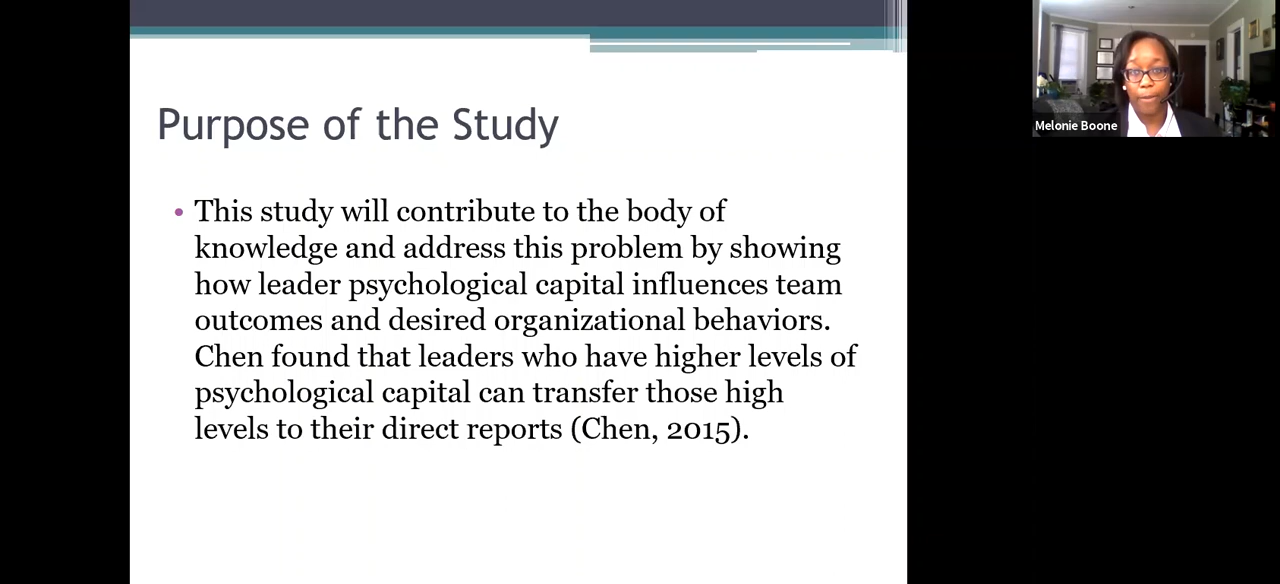 Purpose of the Study
• This study will contribute to the body of
knowledge and address this problem by showing
how leader psychological capital influences team
outcomes and desired organizational behaviors.
Chen found that leaders who have higher levels of
psychological capital can transfer those high
levels to their direct reports (Chen, 2015).
Melonie Boone